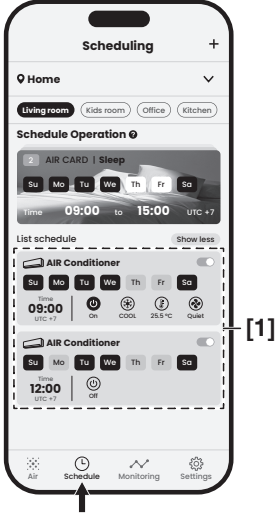 Scheduling +
Home
Living room Kids room Office Kitchen
Schedule Operation ?
2 AIR CARD | Sleep
Su Mo Tu We Th Fr Sa
Time 09:00 to 15:00 UTC +7
List schedule Show less
AIR Conditioner
Su Mo Tu We Th Fr Sa
Time
09:00
UTC +7
On COOL 25.5 °C Quiet
[1]
AIR Conditioner
Su Mo Tu We Th Fr Sa
Time
12:00
UTC +7
Off
Air Schedule Monitoring Settings